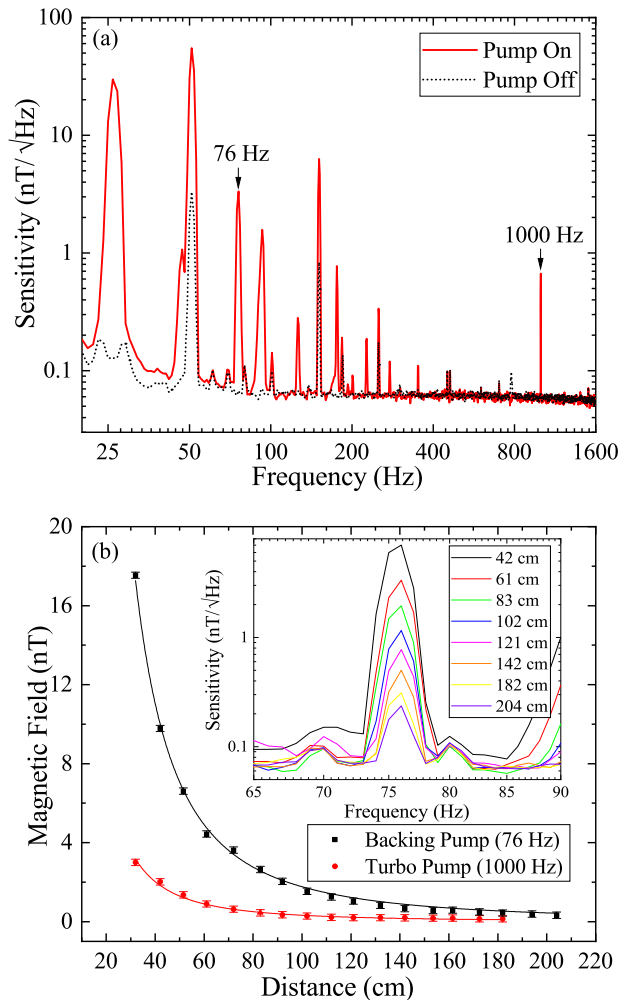 (a)
Pump On
Pump Off
76 Hz
1000 Hz
Sensitivity (nT/√Hz)
100
10
1
0.1
25 50 100 200 400 800 1600
Frequency (Hz)
(b)
Magnetic Field (nT)
20
16
12
8
4
0
Sensitivity (nT/√Hz)
1
0.1
42 cm
61 cm
83 cm
102 cm
121 cm
142 cm
182 cm
204 cm
65 70 75 80 85 90
Frequency (Hz)
Backing Pump (76 Hz)
Turbo Pump (1000 Hz)
20 40 60 80 100 120 140 160 180 200 220
Distance (cm)